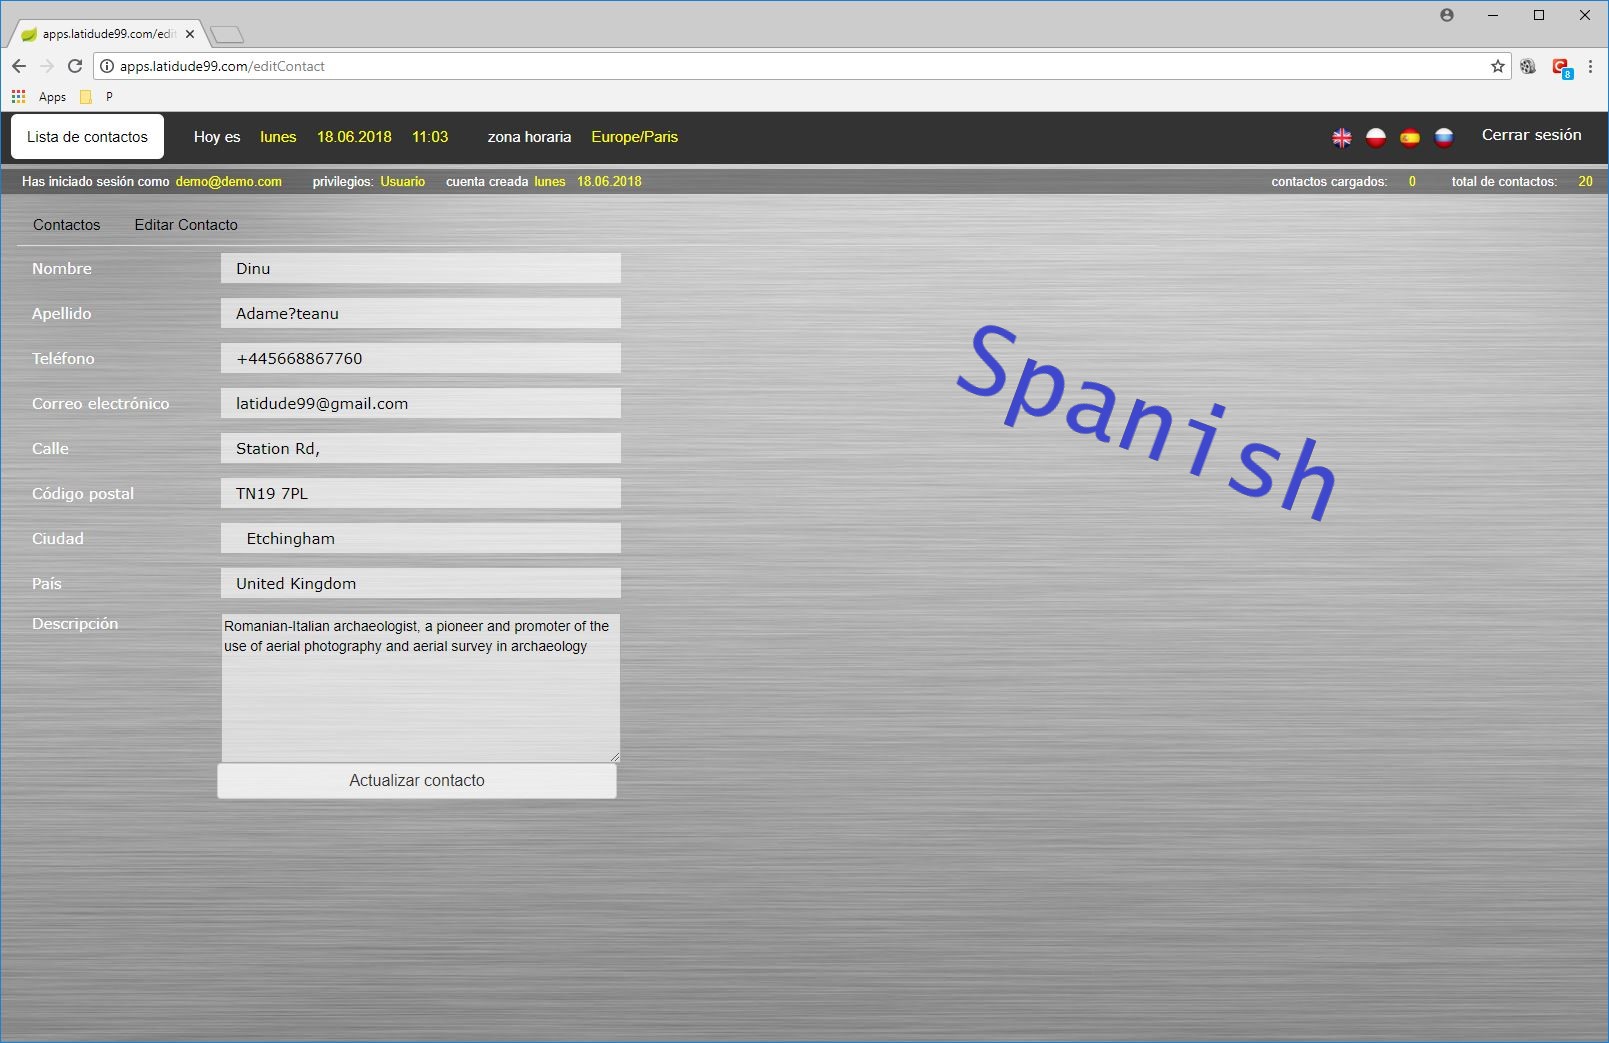 apps.latidude99.com/edit
apps.latidude99.com/editContact
Apps P
8
Lista de contactos Hoy es lunes 18.06.2018 11:03 zona horaria Europe/Paris Cerrar sesión
Has iniciado sesión como demo@demo.com privilegios: Usuario cuenta creada lunes 18.06.2018 contactos cargados: 0 total de contactos: 20
Contactos Editar Contacto
Nombre Dinu
Apellido Adame?teanu
Teléfono +445668867760
Correo electrónico latidude99@gmail.com
Calle Station Rd,
Código postal TN19 7PL
Ciudad Etchingham
País United Kingdom
Descripción Romanian-Italian archaeologist, a pioneer and promoter of the
use of aerial photography and aerial survey in archaeology
Actualizar contacto
Spanish